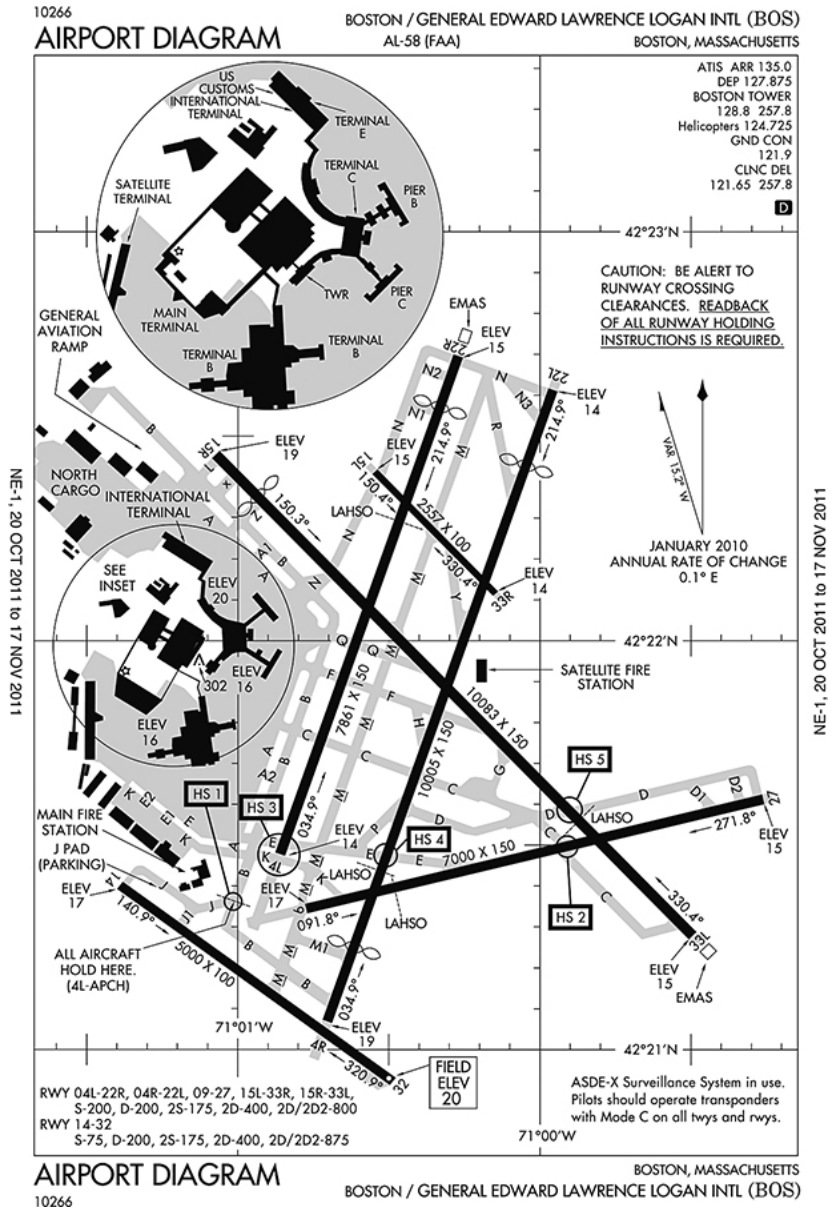 10266
AIRPORT DIAGRAM
BOSTON / GENERAL EDWARD LAWRENCE LOGAN INTL (BOS)
AL-58 (FAA)
BOSTON, MASSACHUSETTS
ATIS ARR 135.0
DEP 127.875
BOSTON TOWER
128.8 257.8
Helicopters 124.725
GND CON
121.9
CLNC DEL
121.65 257.8
D
US
CUSTOMS
INTERNATIONAL
TERMINAL
TERMINAL
E
TERMINAL
C
PIER
B
SATELLITE
TERMINAL
TWR
PIER
C
MAIN
TERMINAL
TERMINAL
B
TERMINAL
B
42°23'N
CAUTION: BE ALERT TO
RUNWAY CROSSING
CLEARANCES. READBACK
OF ALL RUNWAY HOLDING
INSTRUCTIONS IS REQUIRED.
GENERAL
AVIATION
RAMP
EMAS
ELEV
15
22R
N2
N
N3
22L
ELEV
14
N1
214.9°
214.9°
B
15R
ELEV
19
ELEV
15
15L
N
M
R
VAR 15.2° W
NORTH
CARGO
L
X
INTERNATIONAL
TERMINAL
150.3°
150.4°
LAHSO
2557 X 100
N
A
Z
N
A1
B
A
330.4°
JANUARY 2010
ANNUAL RATE OF CHANGE
0.1° E
SEE
INSET
ELEV
20
N
M
Y
33R
ELEV
14
42°22'N
Q
Q
M
302
ELEV
16
ELEV
16
SATELLITE FIRE
STATION
F
F
B
H
7861 X 150
M
10083 X 150
C
C
A
B
A2
G
10005 X 150
C
HS 5
HS 1
HS 3
M
034.9°
K
E2
E1
E
K
MAIN FIRE
STATION
J PAD
(PARKING)
P
D
D
D
D1
D2
27
LAHSO
C
271.8°
ELEV
15
HS 4
E
K
4L
ELEV
14
E
E
7000 X 150
A
B
M
LAHSO
K
M
ELEV
17
ELEV
17
14
J
J1
J
9
091.8°
LAHSO
HS 2
C
330.4°
33L
140.9°
5000 X 100
ALL AIRCRAFT
HOLD HERE.
(4L-APCH)
B
M
M1
M
B
034.9°
ELEV
15
EMAS
71°01'W
ELEV
19
4R
320.9°
32
42°21'N
FIELD
ELEV
20
RWY 04L-22R, 04R-22L, 09-27, 15L-33R, 15R-33L,
S-200, D-200, 2S-175, 2D-400, 2D/2D2-800
RWY 14-32
S-75, D-200, 2S-175, 2D-400, 2D/2D2-875
ASDE-X Surveillance System in use.
Pilots should operate transponders
with Mode C on all twys and rwys.
71°00'W
NE-1, 20 OCT 2011 to 17 NOV 2011
NE-1, 20 OCT 2011 to 17 NOV 2011
AIRPORT DIAGRAM
10266
BOSTON, MASSACHUSETTS
BOSTON / GENERAL EDWARD LAWRENCE LOGAN INTL (BOS)